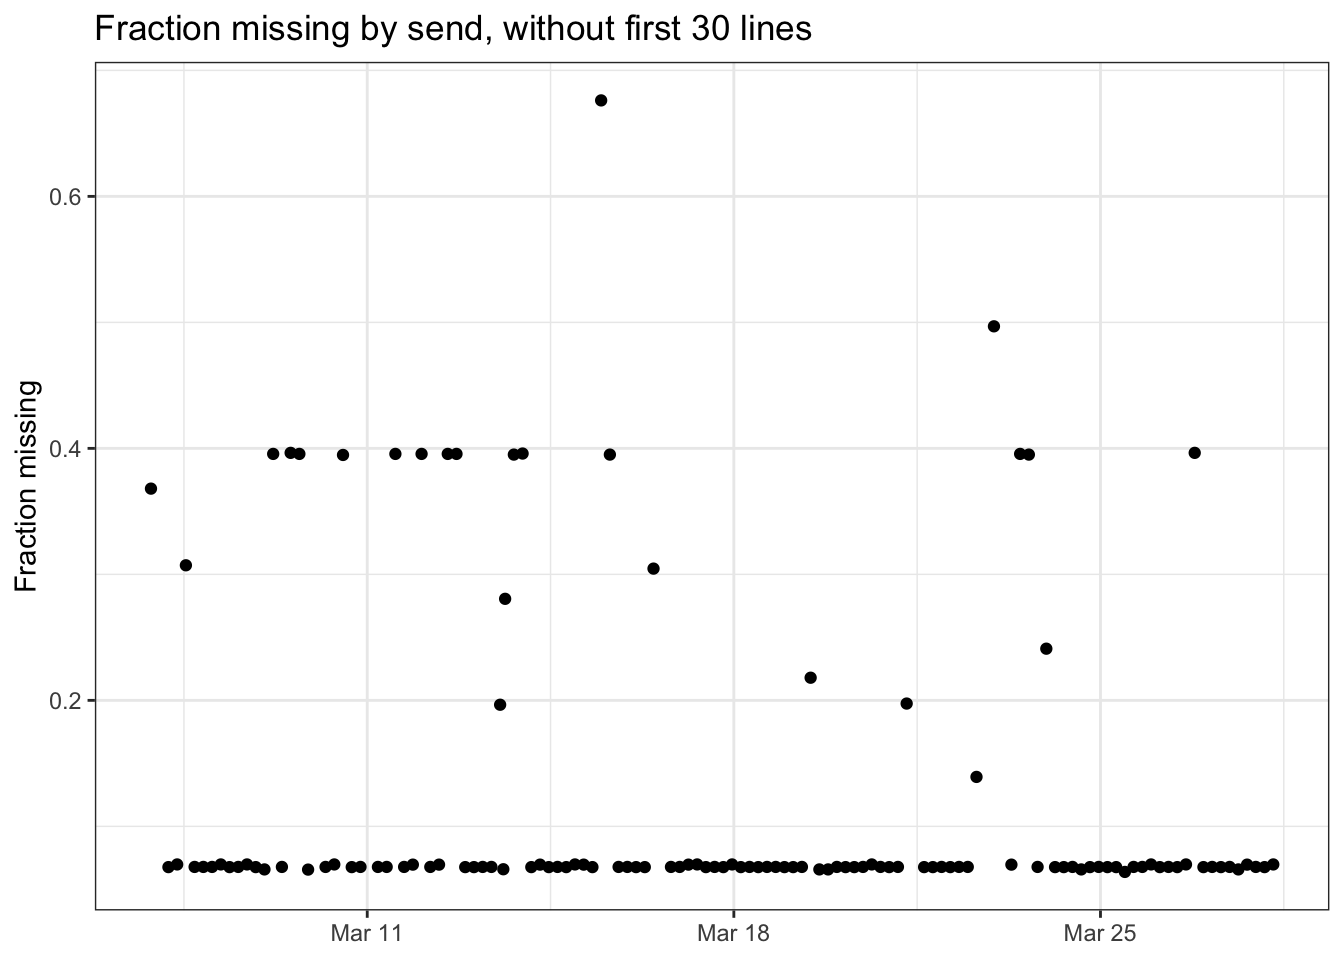 Fraction missing by send, without first 30 lines
Fraction missing
0.6
0.4
0.2
Mar 11
Mar 18
Mar 25